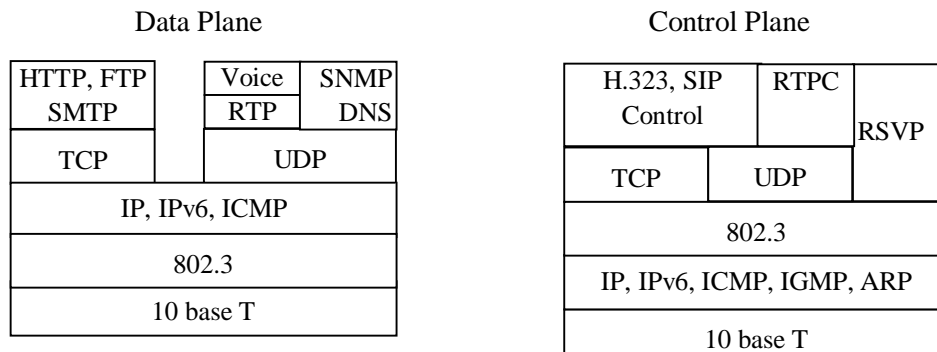 Data Plane
HTTP, FTP
SMTP
Voice
RTP
SNMP
DNS
TCP
UDP
IP, IPv6, ICMP
802.3
10 base T
Control Plane
H.323, SIP
Control
RTPC
RSVP
TCP
UDP
802.3
IP, IPv6, ICMP, IGMP, ARP
10 base T